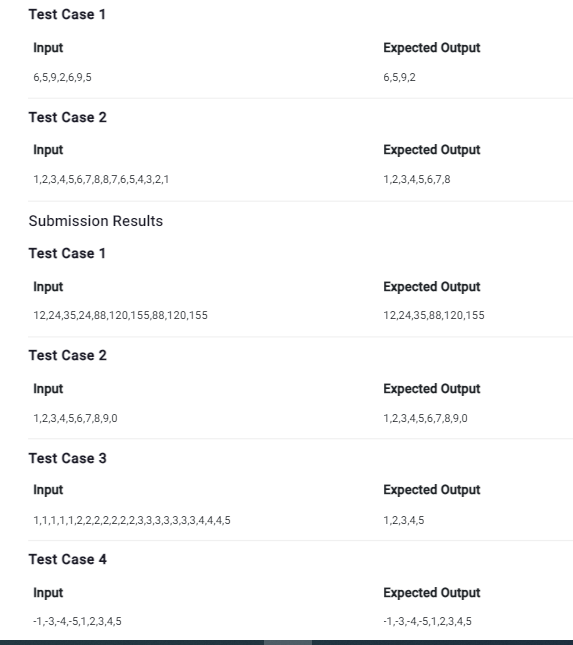 Test Case 1
Input Expected Output
6,5,9,2,6,9,5 6,5,9,2
Test Case 2
Input Expected Output
1,2,3,4,5,6,7,8,8,7,6,5,4,3,2,1 1,2,3,4,5,6,7,8
Submission Results
Test Case 1
Input Expected Output
12,24,35,24,88,120,155,88,120,155 12,24,35,88,120,155
Test Case 2
Input Expected Output
1,2,3,4,5,6,7,8,9,0 1,2,3,4,5,6,7,8,9,0
Test Case 3
Input Expected Output
1,1,1,1,1,2,2,2,2,2,2,2,3,3,3,3,3,3,3,4,4,4,5 1,2,3,4,5
Test Case 4
Input Expected Output
-1,-3,-4,-5,1,2,3,4,5 -1,-3,-4,-5,1,2,3,4,5